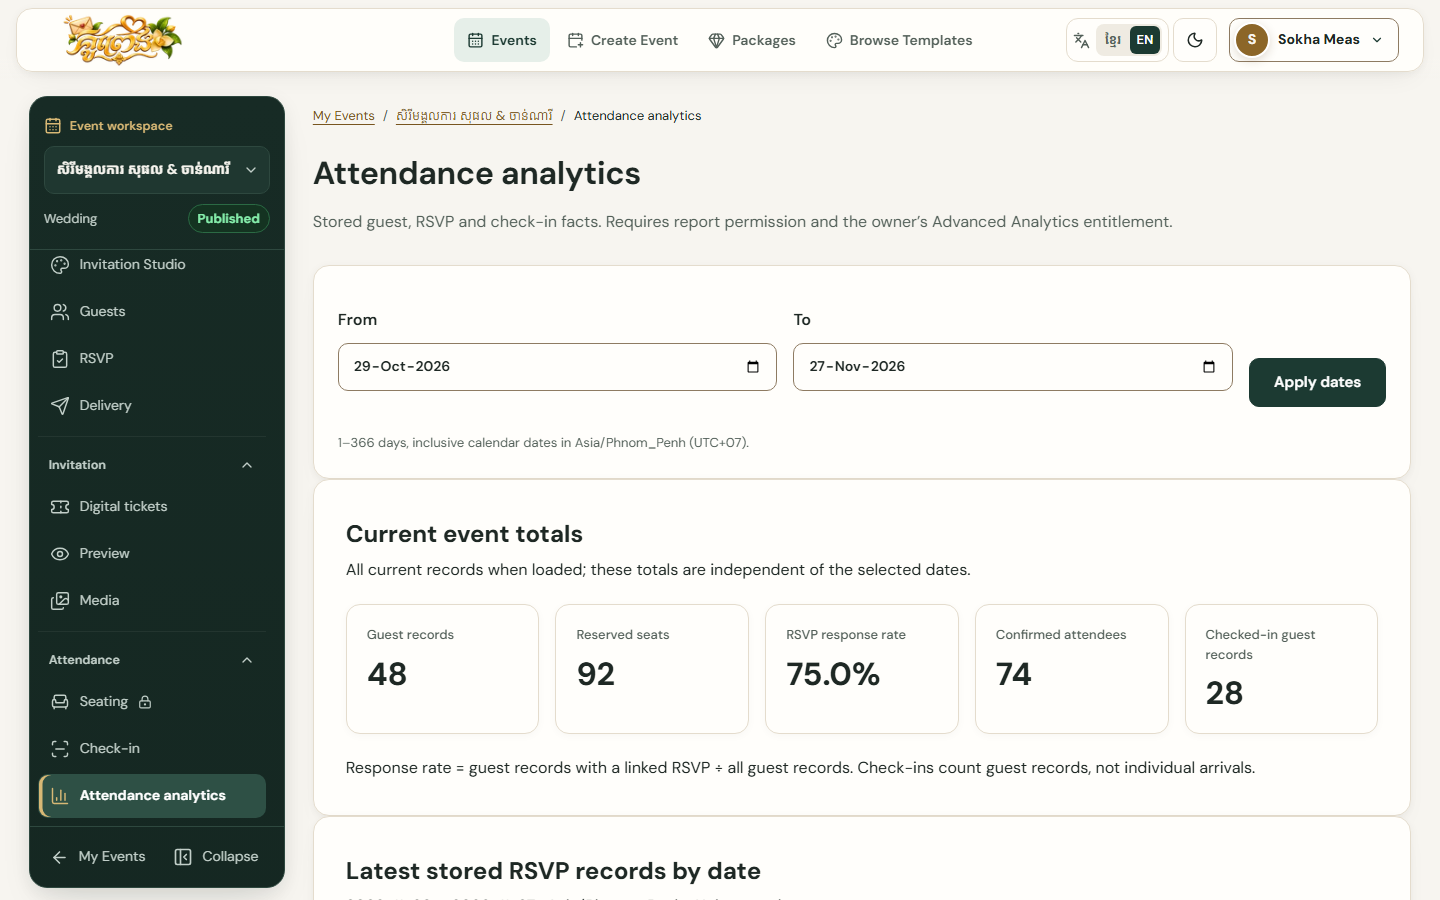 គូព្រេង
Events
Create Event
Packages
Browse Templates
ខ្មែរ
EN
S
Sokha Meas
Event workspace
សិរីមង្គលការ សុផល & ចាន់ណារី
Wedding
Published
Invitation Studio
Guests
RSVP
Delivery
Invitation
Digital tickets
Preview
Media
Attendance
Seating
Check-in
Attendance analytics
My Events
Collapse
My Events / សិរីមង្គលការ សុផល & ចាន់ណារី / Attendance analytics
Attendance analytics
Stored guest, RSVP and check-in facts. Requires report permission and the owner’s Advanced Analytics entitlement.
From
To
29-Oct-2026
27-Nov-2026
Apply dates
1–366 days, inclusive calendar dates in Asia/Phnom_Penh (UTC+07).
Current event totals
All current records when loaded; these totals are independent of the selected dates.
Guest records
48
Reserved seats
92
RSVP response rate
75.0%
Confirmed attendees
74
Checked-in guest
records
28
Response rate = guest records with a linked RSVP ÷ all guest records. Check-ins count guest records, not individual arrivals.
Latest stored RSVP records by date